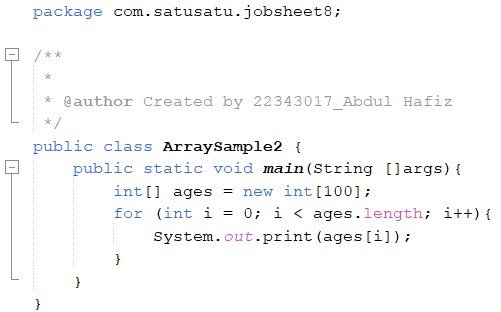 package com.satusatu.jobsheet8;
/**
*
* @author Created by 22343017_Abdul Hafiz
*/
public class ArraySample2 {
public static void main(String []args){
int[] ages = new int[100];
for (int i = 0; i < ages.length; i++){
System.out.print(ages[i]);
}
}
}